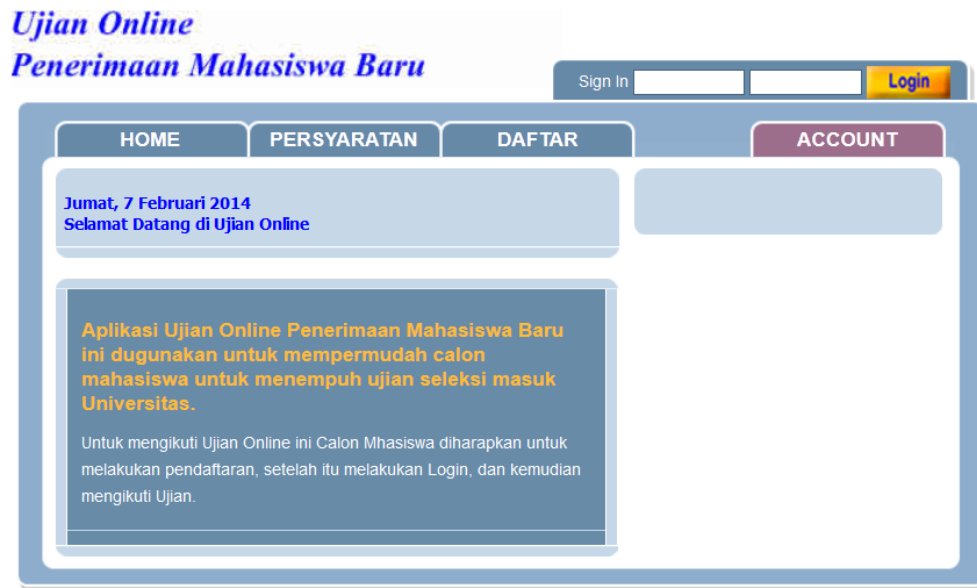 Ujian Online
Penerimaan Mahasiswa Baru
Sign In
Login
HOME
PERSYARATAN
DAFTAR
ACCOUNT
Jumat, 7 Februari 2014
Selamat Datang di Ujian Online
Aplikasi Ujian Online Penerimaan Mahasiswa Baru
ini dugunakan untuk mempermudah calon
mahasiswa untuk menempuh ujian seleksi masuk
Universitas.
Untuk mengikuti Ujian Online ini Calon Mhasiswa diharapkan untuk
melakukan pendaftaran, setelah itu melakukan Login, dan kemudian
mengikuti Ujian.